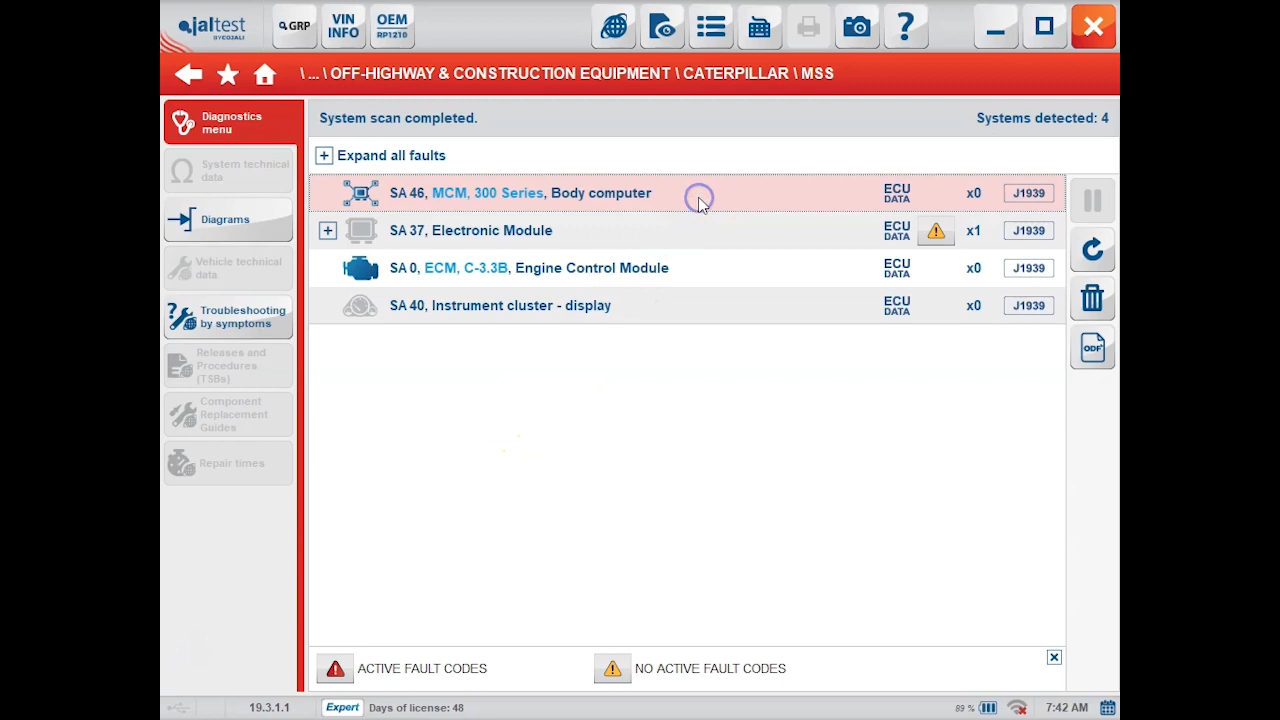 jaltest
BY COJALI
GRP
VIN
INFO
OEM
RP1210
?
\ ... \ OFF-HIGHWAY & CONSTRUCTION EQUIPMENT \ CATERPILLAR \ MSS
Diagnostics
menu
System technical
data
Diagrams
Vehicle technical
data
Troubleshooting
by symptoms
Releases and
Procedures
(TSBs)
Component
Replacement
Guides
Repair times
System scan completed.
Systems detected: 4
Expand all faults
SA 46, MCM, 300 Series, Body computer
ECU
DATA
x0
J1939
SA 37, Electronic Module
ECU
DATA
x1
J1939
SA 0, ECM, C-3.3B, Engine Control Module
ECU
DATA
x0
J1939
SA 40, Instrument cluster - display
ECU
DATA
x0
J1939
ODF
ACTIVE FAULT CODES
NO ACTIVE FAULT CODES
19.3.1.1
Expert
Days of license: 48
89 %
7:42 AM